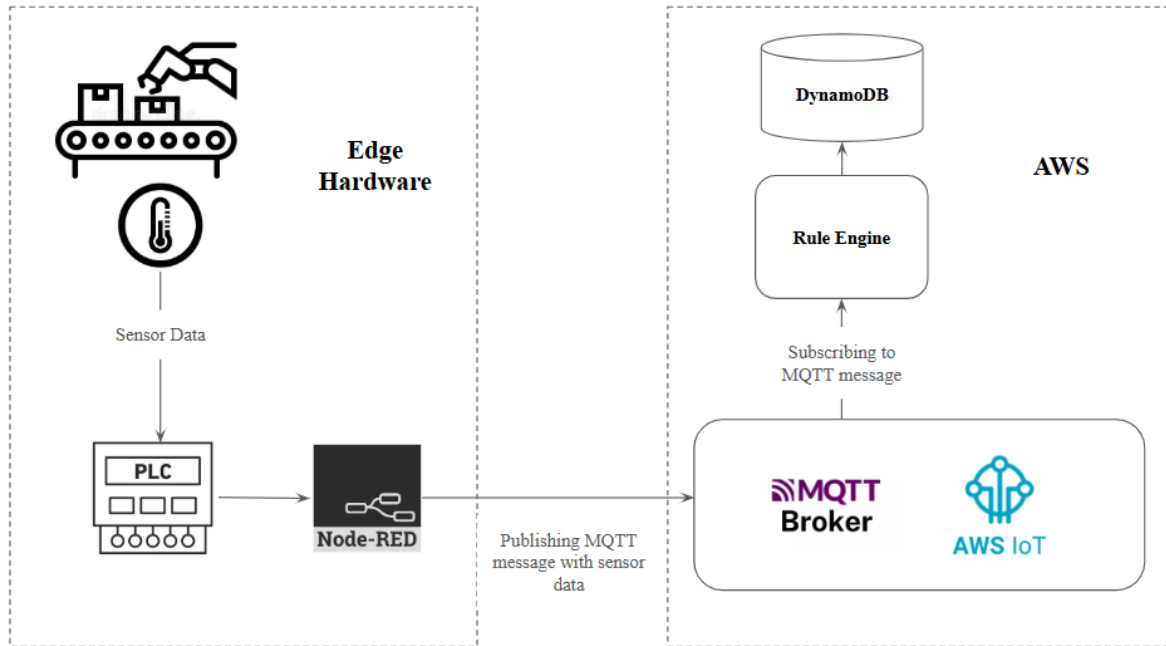 Edge
Hardware
Sensor Data
PLC
Node-RED
Publishing MQTT
message with sensor
data
AWS
DynamoDB
Rule Engine
Subscribing to
MQTT message
MQTT
Broker
AWS IoT